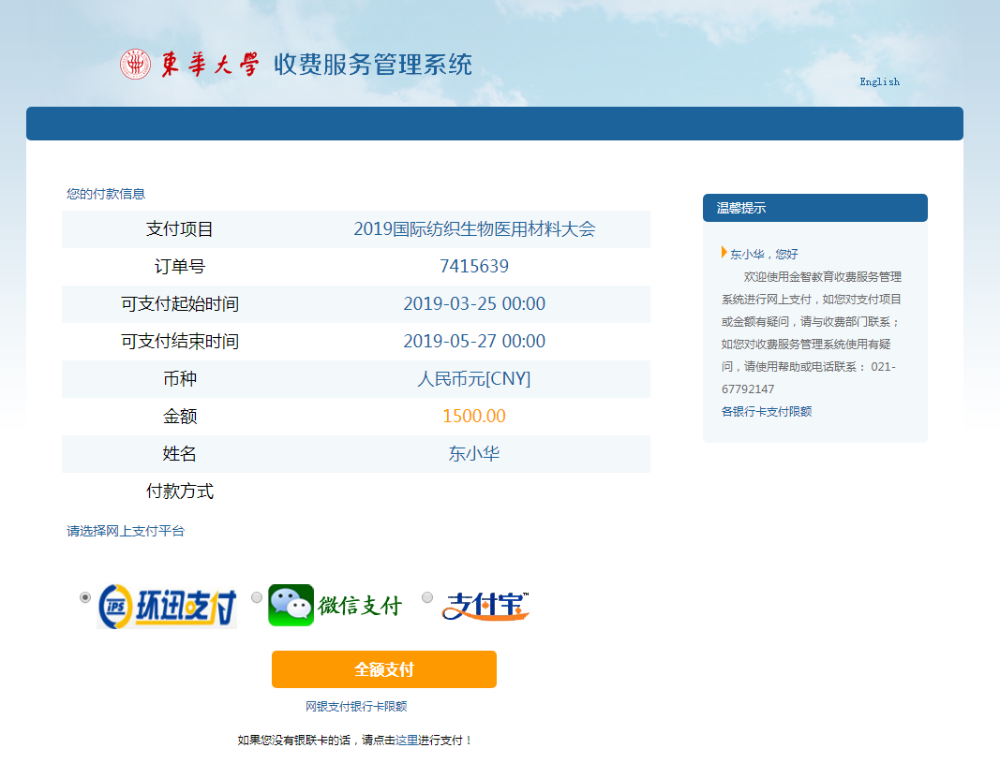 東華大學 收费服务管理系统
English
您的付款信息
支付项目 2019国际纺织生物医用材料大会
订单号 7415639
可支付起始时间 2019-03-25 00:00
可支付结束时间 2019-05-27 00:00
币种 人民币元[CNY]
金额 1500.00
姓名 东小华
付款方式
请选择网上支付平台
IPS 环迅支付 微信支付 支付宝™
全额支付
网银支付银行卡限额
如果您没有银联卡的话，请点击这里进行支付！
温馨提示
东小华，您好
欢迎使用金智教育收费服务管理
系统进行网上支付，如您对支付项目
或金额有疑问，请与收费部门联系；
如您对收费服务管理系统使用有疑
问，请使用帮助或电话联系： 021-
67792147
各银行卡支付限额